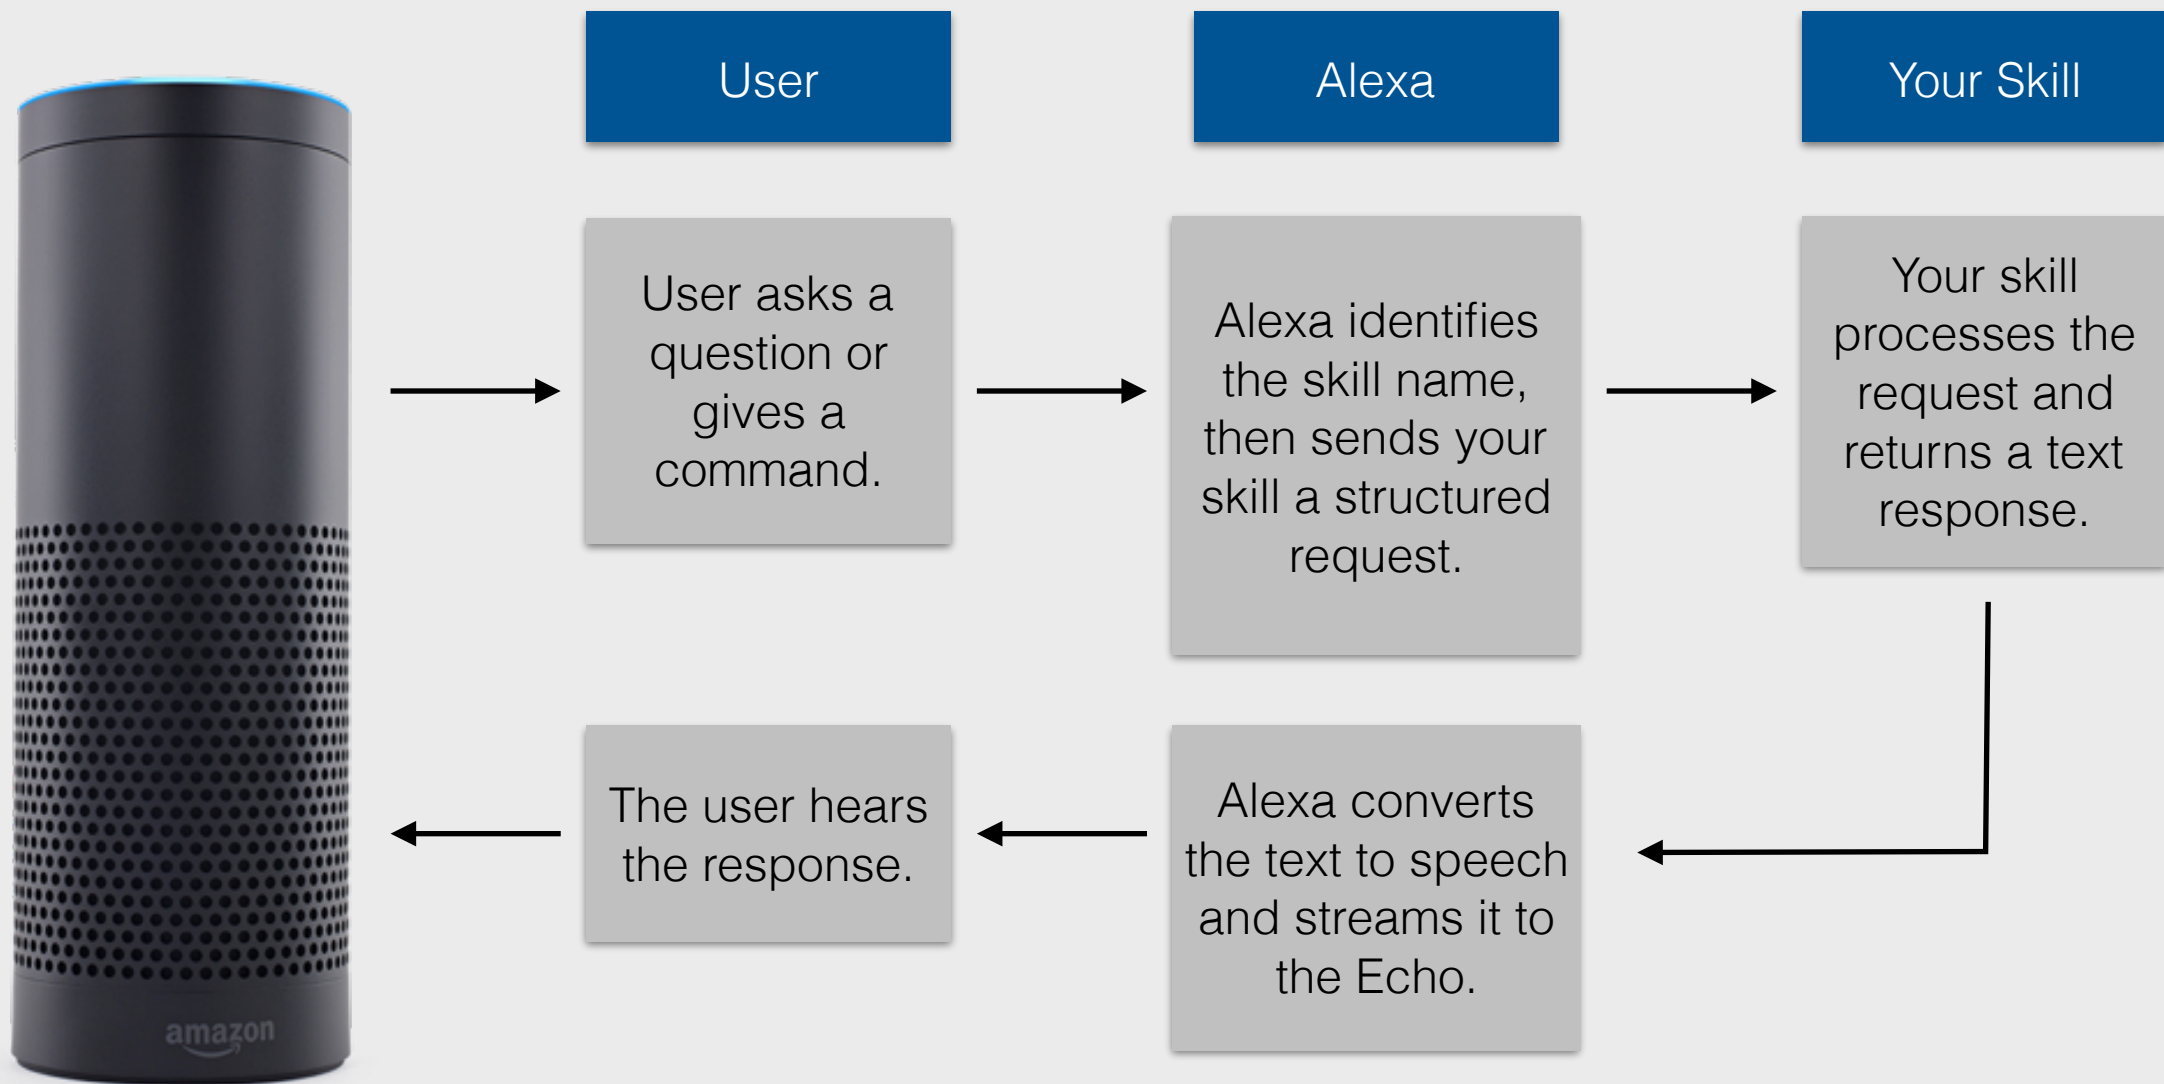 User
Alexa
Your Skill
User asks a
question or
gives a
command.
Alexa identifies
the skill name,
then sends your
skill a structured
request.
Your skill
processes the
request and
returns a text
response.
The user hears
the response.
Alexa converts
the text to speech
and streams it to
the Echo.
amazon